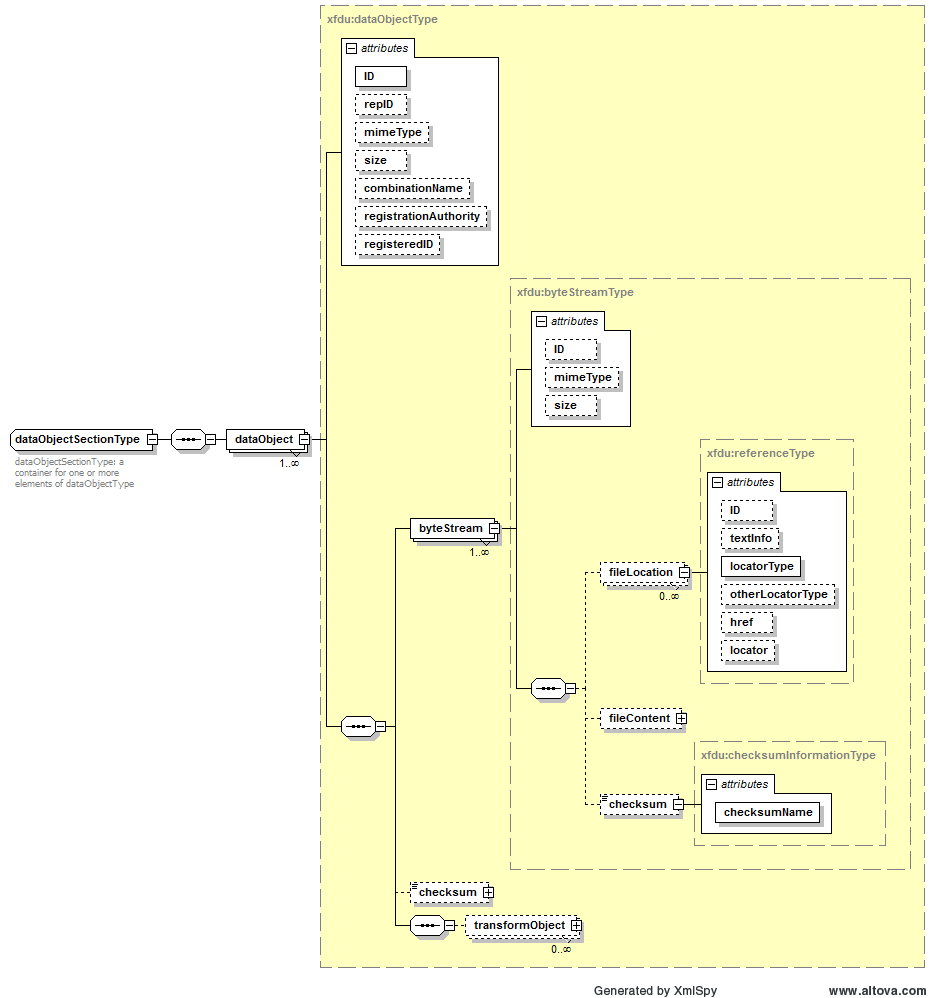 xfdu:dataObjectType
attributes
ID
repID
mimeType
size
combinationName
registrationAuthority
registeredID
xfdu:byteStreamType
attributes
ID
mimeType
size
dataObjectSectionType
dataObject
1..∞
dataObjectSectionType: a
container for one or more
elements of dataObjectType
xfdu:referenceType
attributes
ID
textInfo
locatorType
otherLocatorType
href
locator
byteStream
1..∞
fileLocation
0..∞
fileContent
xfdu:checksumInformationType
attributes
checksumName
checksum
checksum
transformObject
0..∞
Generated by XmlSpy
www.altova.com